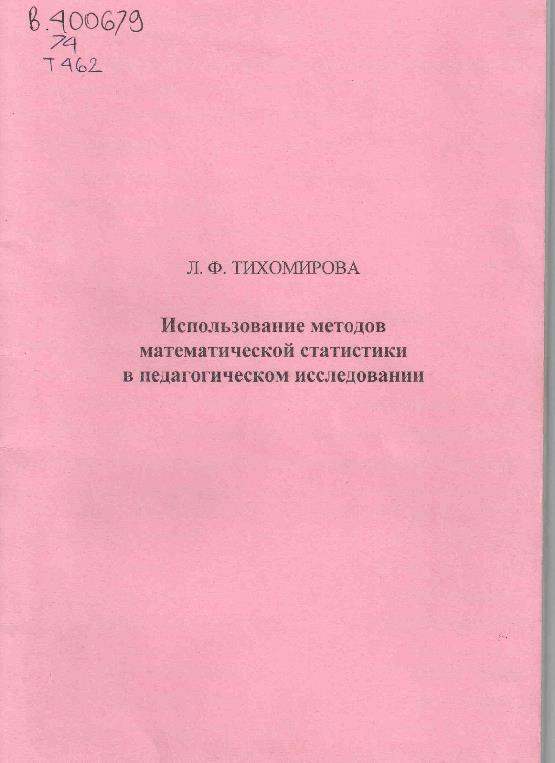 В.400679
74
Т462
Л. Ф. ТИХОМИРОВА
Использование методов
математической статистики
в педагогическом исследовании